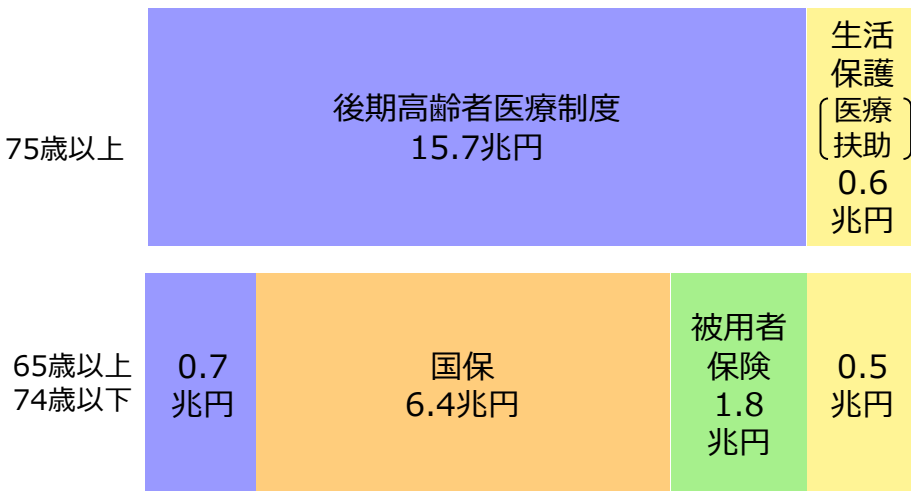 75歳以上
後期高齢者医療制度
15.7兆円
生活
保護
医療
扶助
0.6
兆円
65歳以上
74歳以下
0.7
兆円
国保
6.4兆円
被用者
保険
1.8
兆円
0.5
兆円